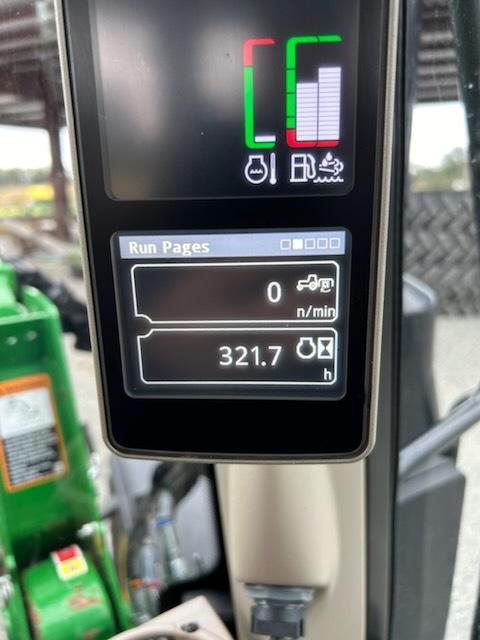 Run Pages
0
n/min
321.7
h